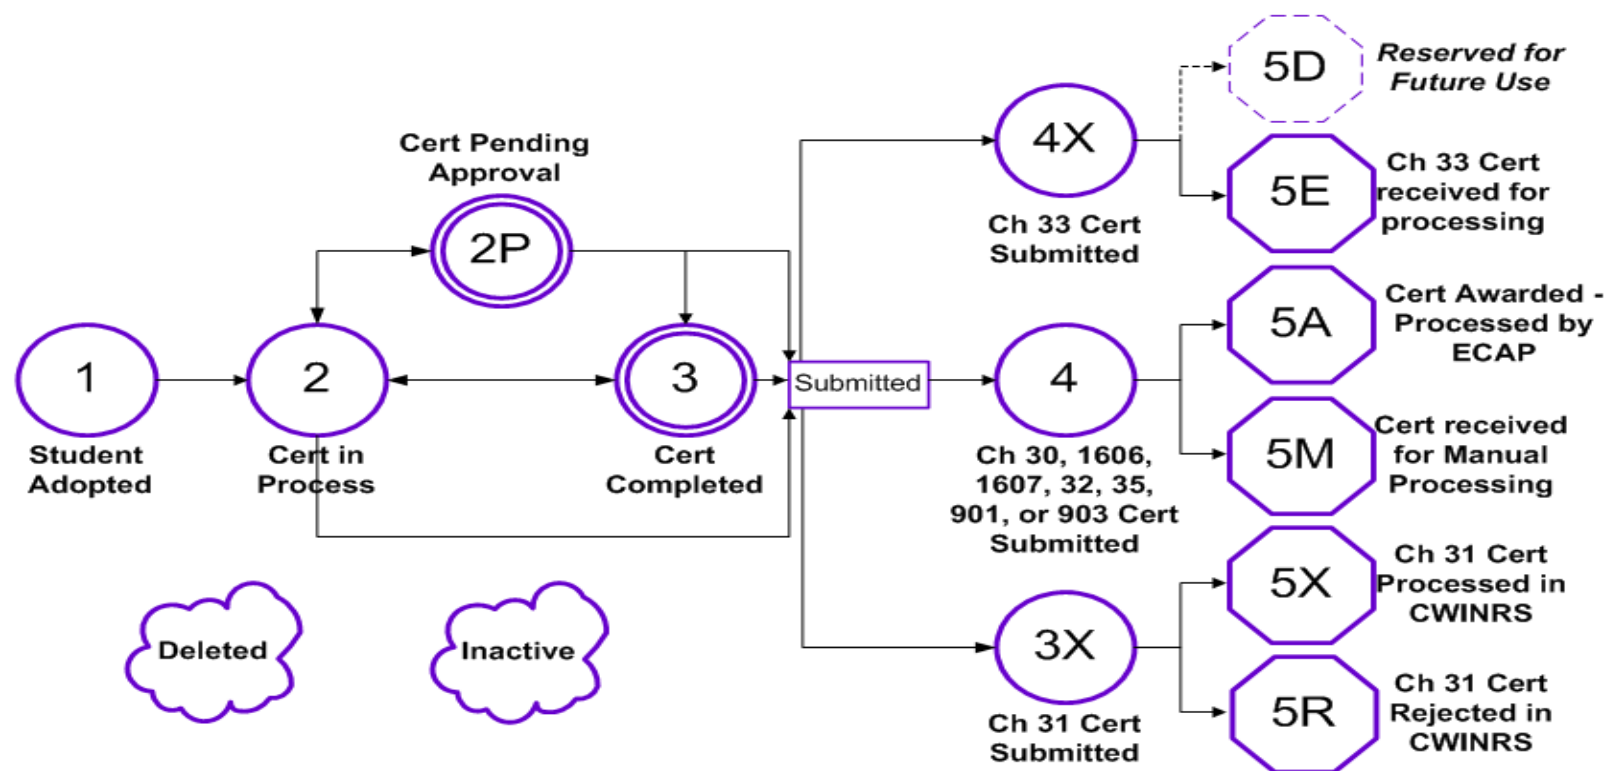 5D
Reserved for
Future Use
4X
Ch 33 Cert
Submitted
5E
Ch 33 Cert
received for
processing
Cert Pending
Approval
2P
1
Student
Adopted
2
Cert in
Process
3
Cert
Completed
Submitted
4
Ch 30, 1606,
1607, 32, 35,
901, or 903 Cert
Submitted
5A
Cert Awarded -
Processed by
ECAP
5M
Cert received
for Manual
Processing
Deleted
Inactive
3X
Ch 31 Cert
Submitted
5X
Ch 31 Cert
Processed in
CWINRS
5R
Ch 31 Cert
Rejected in
CWINRS